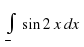 ∫ sin 2x dx